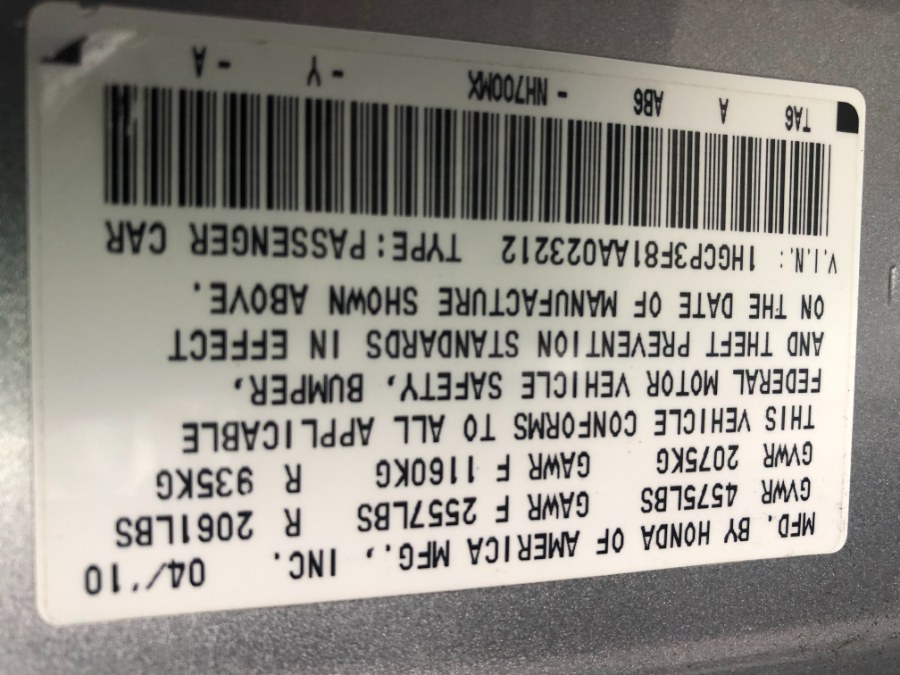 MFD. BY HONDA OF AMERICA MFG., INC. 04/'10
GVWR 4575LBS GAWR F 2557LBS R 2061LBS
GVWR 2075KG GAWR F 1160KG R 935KG
THIS VEHICLE CONFORMS TO ALL APPLICABLE
FEDERAL MOTOR VEHICLE SAFETY, BUMPER,
AND THEFT PREVENTION STANDARDS IN EFFECT
ON THE DATE OF MANUFACTURE SHOWN ABOVE.
V.I.N.: 1HGCP3F81AA023212 TYPE:PASSENGER CAR
TA6 A AB6 - NH700MX - Y - A